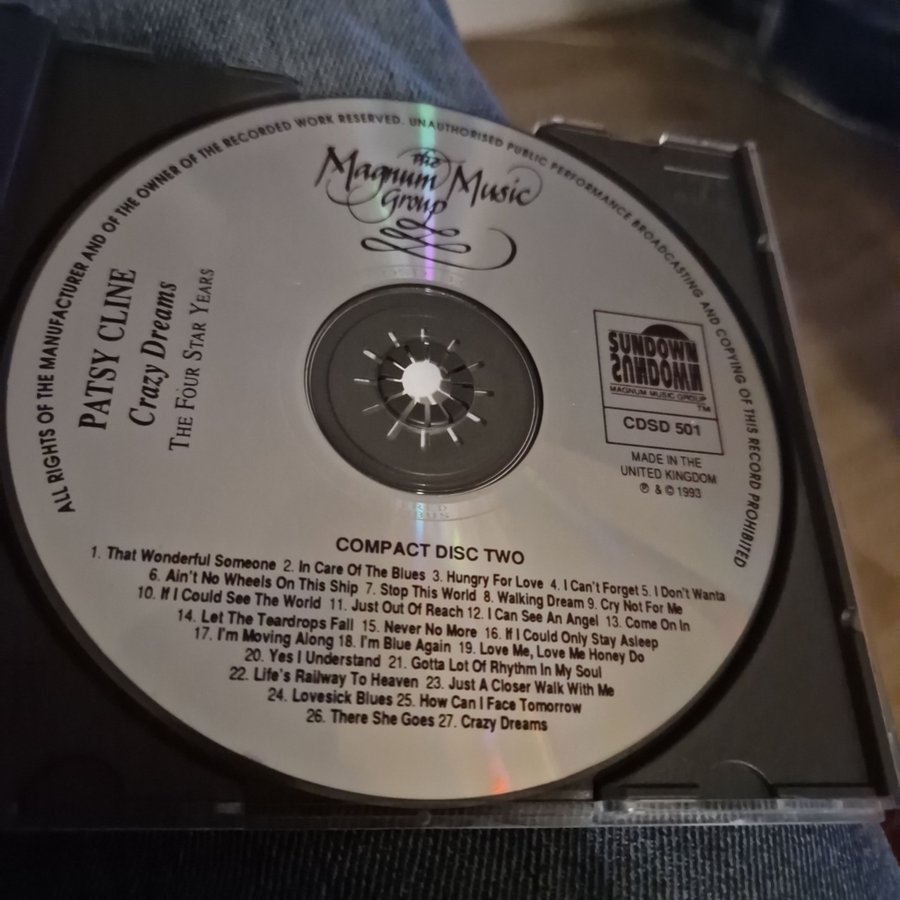 ALL RIGHTS OF THE MANUFACTURER AND OF THE OWNER OF THE RECORDED WORK RESERVED. UNAUTHORISED PUBLIC PERFORMANCE BROADCASTING AND COPYING OF THIS RECORD PROHIBITED
The
Magnum Music
Group
PATSY CLINE
Crazy Dreams
THE FOUR STAR YEARS
SUNDOWN
SUNDOWN
MAGNUM MUSIC GROUP
TM
CDSD 501
MADE IN THE
UNITED KINGDOM
℗ & © 1993
COMPACT DISC TWO
1. That Wonderful Someone 2. In Care Of The Blues 3. Hungry For Love 4. I Can't Forget 5. I Don't Wanta
6. Ain't No Wheels On This Ship 7. Stop This World 8. Walking Dream 9. Cry Not For Me
10. If I Could See The World 11. Just Out Of Reach 12. I Can See An Angel 13. Come On In
14. Let The Teardrops Fall 15. Never No More 16. If I Could Only Stay Asleep
17. I'm Moving Along 18. I'm Blue Again 19. Love Me, Love Me Honey Do
20. Yes I Understand 21. Gotta Lot Of Rhythm In My Soul
22. Life's Railway To Heaven 23. Just A Closer Walk With Me
24. Lovesick Blues 25. How Can I Face Tomorrow
26. There She Goes 27. Crazy Dreams